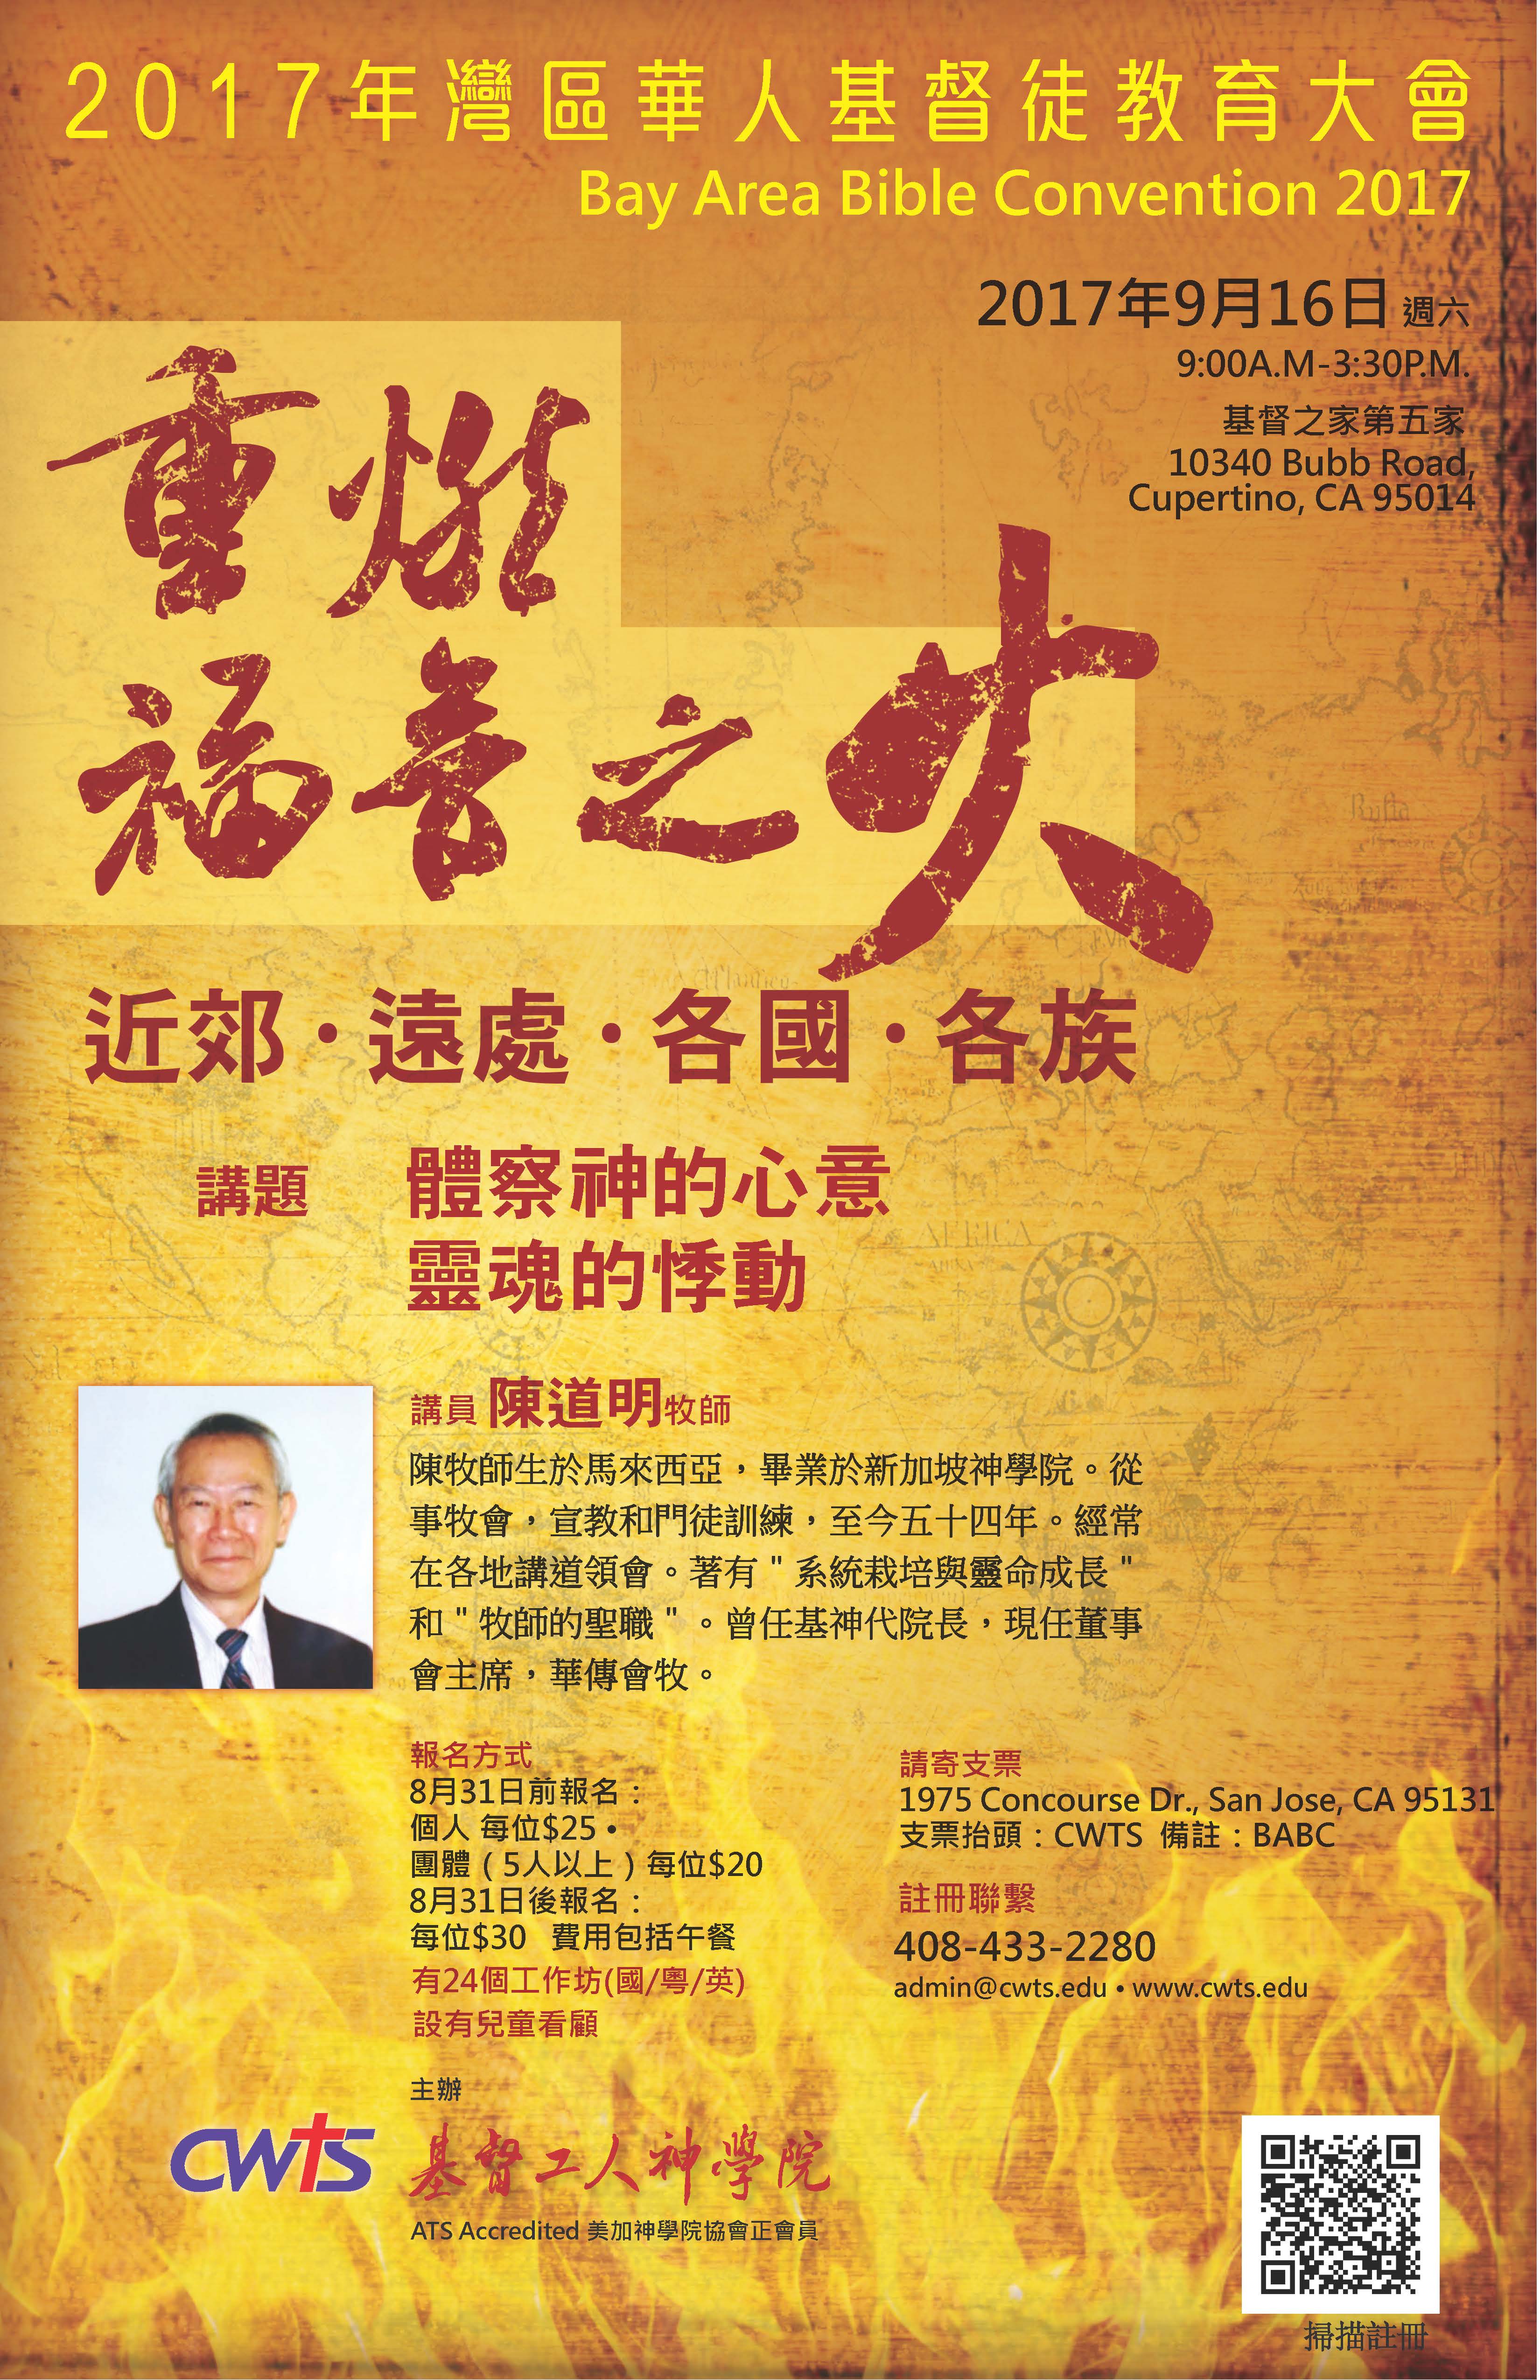 2017年灣區華人基督徒教育大會
Bay Area Bible Convention 2017
2017年9月16日 週六
9:00A.M-3:30P.M.
基督之家第五家
10340 Bubb Road,
Cupertino, CA 95014
重燃
福音之火
近郊·遠處·各國·各族
講題 體察神的心意
靈魂的悸動
講員 陳道明牧師
陳牧師生於馬來西亞，畢業於新加坡神學院。從
事牧會，宣教和門徒訓練，至今五十四年。經常
在各地講道領會。著有＂系統栽培與靈命成長＂
和＂牧師的聖職＂。曾任基神代院長，現任董事
會主席，華傳會牧。
報名方式
8月31日前報名：
個人 每位$25 •
團體（5人以上）每位$20
8月31日後報名：
每位$30 費用包括午餐
有24個工作坊(國/粵/英)
設有兒童看顧
請寄支票
1975 Concourse Dr., San Jose, CA 95131
支票抬頭：CWTS 備註：BABC
註冊聯繫
408-433-2280
admin@cwts.edu • www.cwts.edu
主辦
CWTS 基督工人神學院
ATS Accredited 美加神學院協會正會員
掃描註冊